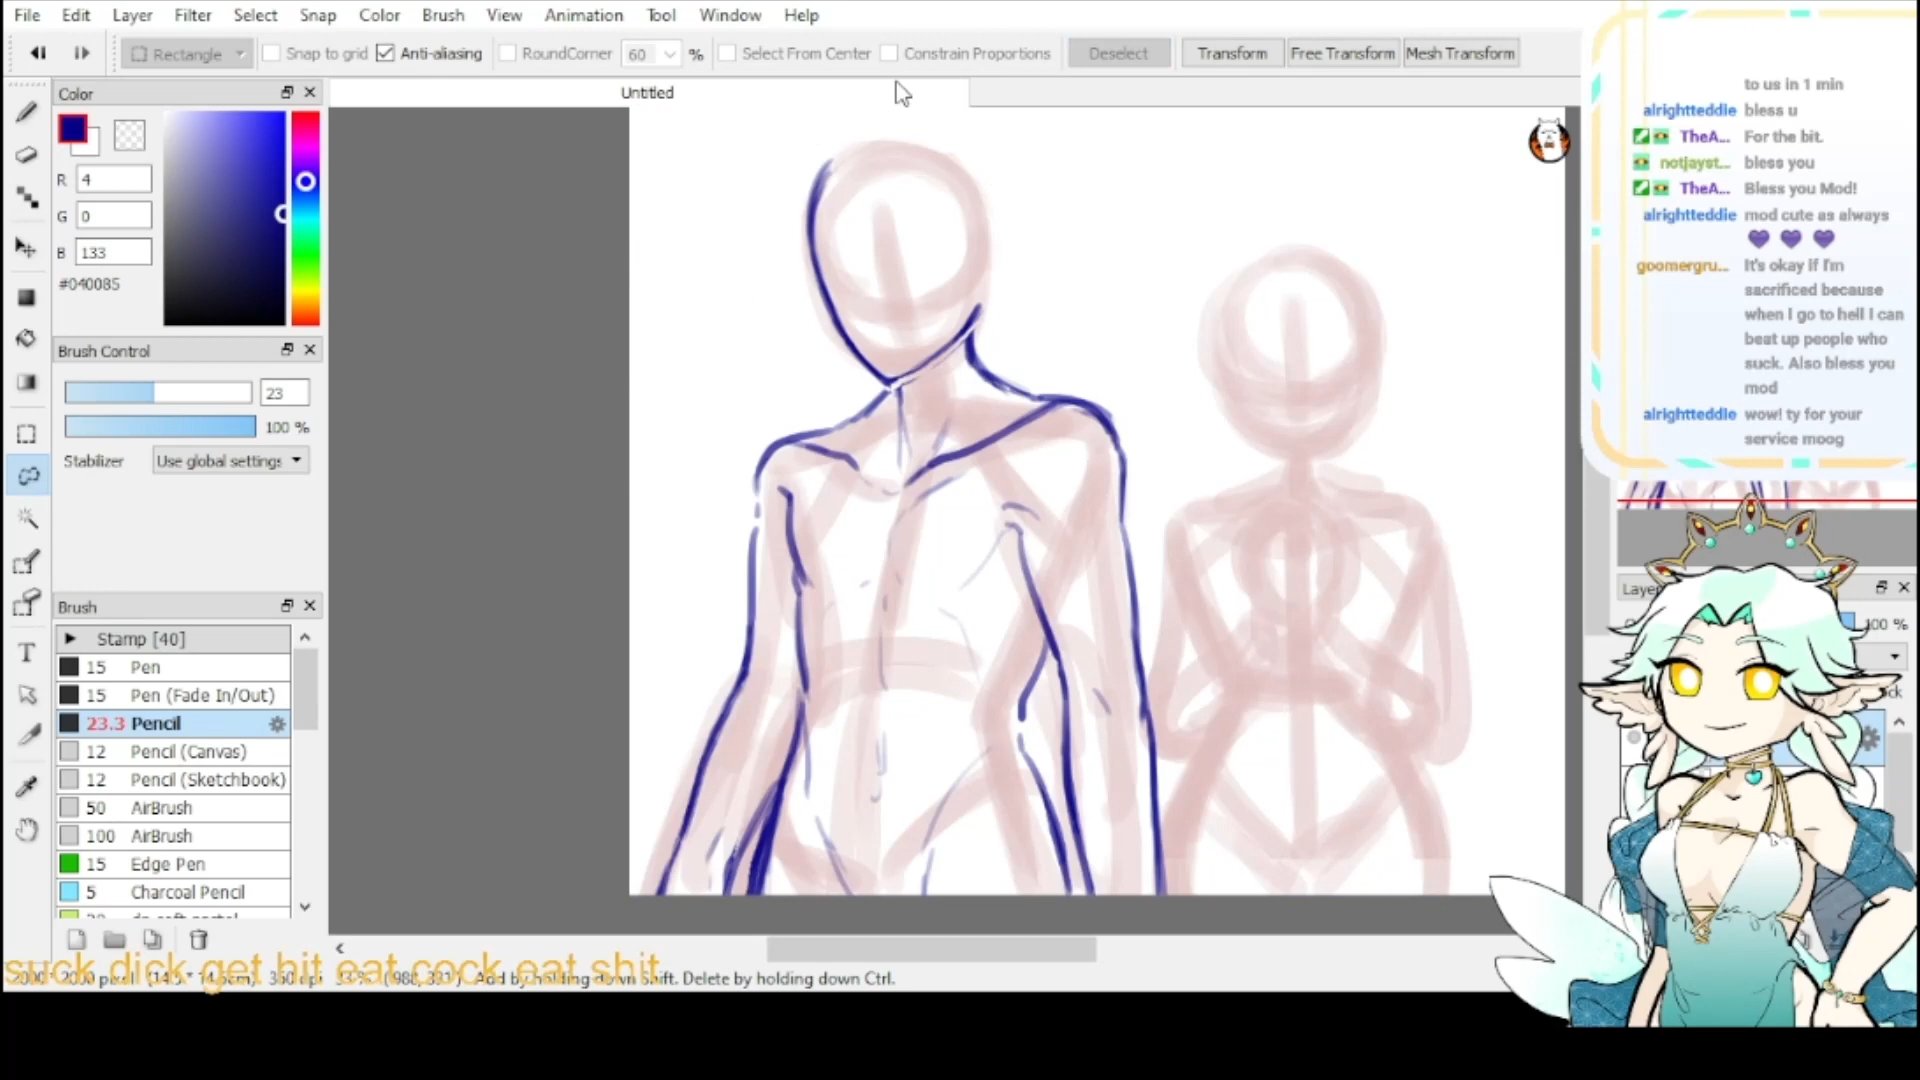 File Edit Layer Filter Select Snap Color Brush View Animation Tool Window Help
Rectangle Snap to grid Anti-aliasing RoundCorner 60 % Select From Center Constrain Proportions Deselect Transform Free Transform Mesh Transform
Color
Untitled
R 4
G 0
B 133
#040085
Brush Control
23
100 %
Stabilizer Use global settings
Brush
Stamp [40]
15 Pen
15 Pen (Fade In/Out)
23.3 Pencil
12 Pencil (Canvas)
12 Pencil (Sketchbook)
50 AirBrush
100 AirBrush
15 Edge Pen
5 Charcoal Pencil
suck dick get hit eat cock eat shit
Add by holding down Shift. Delete by holding down Ctrl.
to us in 1 min
alrightteddie bless u
TheA... For the bit.
notjayst... bless you
TheA... Bless you Mod!
alrightteddie mod cute as always
goomergru... It's okay if I'm
sacrificed because
when I go to hell I can
beat up people who
suck. Also bless you
mod
alrightteddie wow! ty for your
service moog
100 %